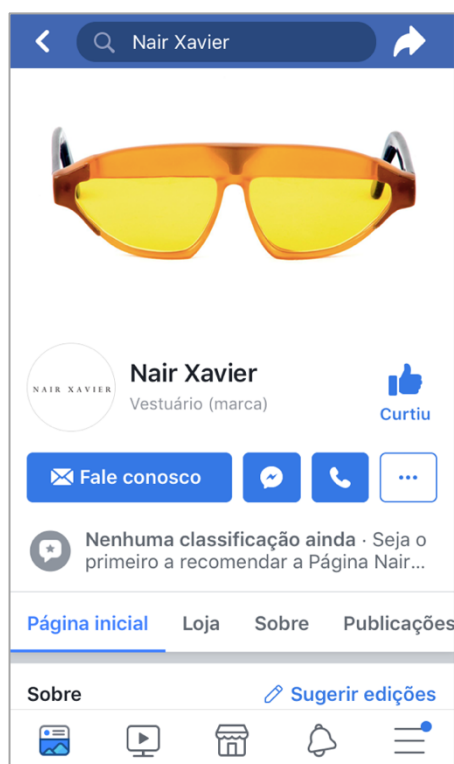 Nair Xavier
NAIR XAVIER
Nair Xavier
Vestuário (marca)
Curtiu
Fale conosco
Nenhuma classificação ainda · Seja o
primeiro a recomendar a Página Nair...
Página inicial Loja Sobre Publicações
Sobre Sugerir edições